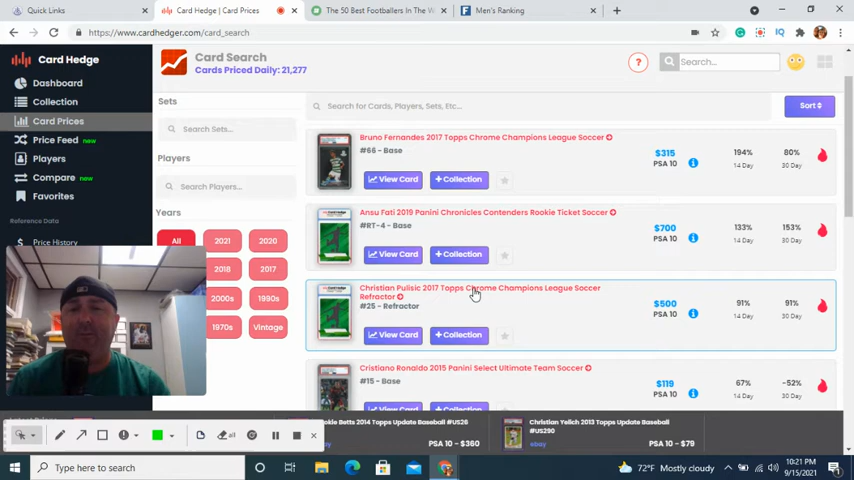 Quick Links
Card Hedge | Card Prices
The 50 Best Footballers In The W
Men's Ranking
https://www.cardhedger.com/card_search
Card Hedge
Dashboard
Collection
Card Prices
Price Feed new
Players
Compare new
Favorites
Reference Data
Price History
Card Search
Cards Priced Daily: 21,277
?
Search...
Sets
Search Sets...
Players
Search Players...
Years
All
2021
2020
2018
2017
2000s
1990s
1970s
Vintage
Search for Cards, Players, Sets, Etc...
Sort
Bruno Fernandes 2017 Topps Chrome Champions League Soccer
#66 - Base
View Card
+ Collection
$315
PSA 10
194%
14 Day
80%
30 Day
Ansu Fati 2019 Panini Chronicles Contenders Rookie Ticket Soccer
#RT-4 - Base
View Card
+ Collection
$700
PSA 10
133%
14 Day
153%
30 Day
Christian Pulisic 2017 Topps Chrome Champions League Soccer
Refractor
#25 - Refractor
View Card
+ Collection
$500
PSA 10
91%
14 Day
91%
30 Day
Cristiano Ronaldo 2015 Panini Select Ultimate Team Soccer
#15 - Base
View Card
+ Collection
$119
PSA 10
67%
14 Day
-52%
30 Day
ookie Betts 2014 Topps Update Baseball #US26
PSA 10 - $360
Christian Yelich 2013 Topps Update Baseball
#US290
ebay
PSA 10 - $79
all
Type here to search
72°F Mostly cloudy
10:21 PM
9/15/2021